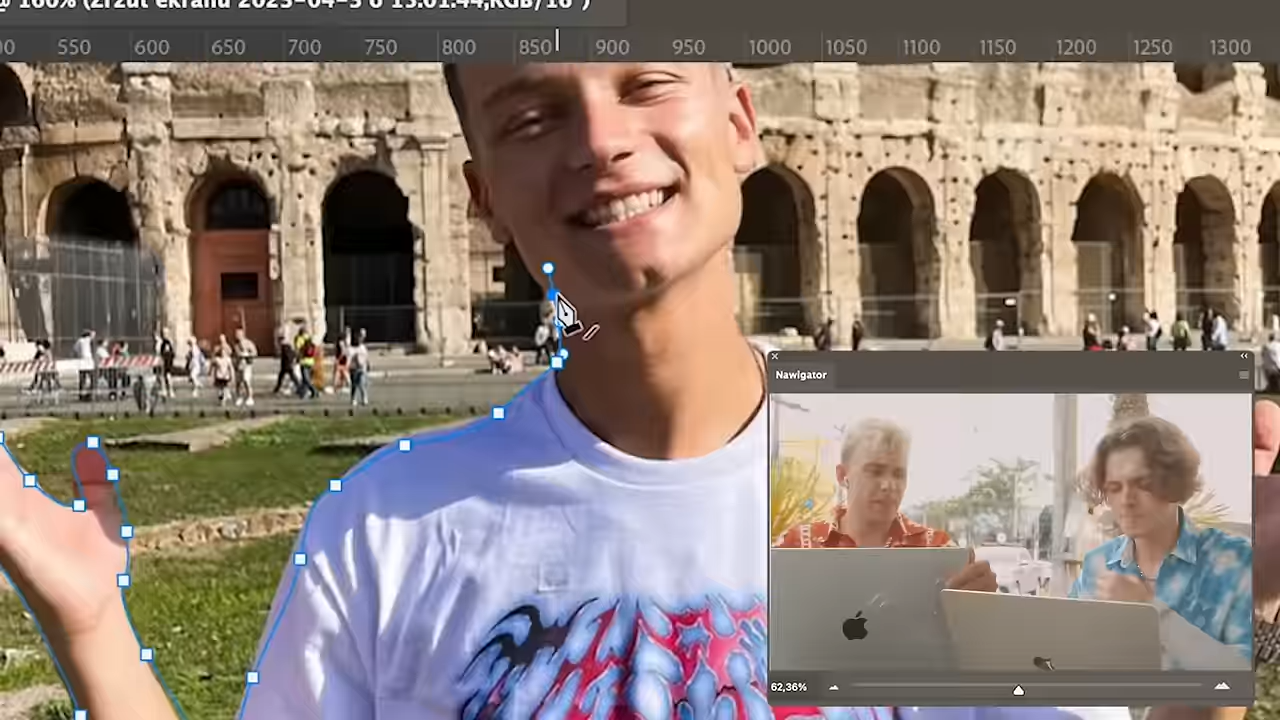 @ 160% (Zrzut ekranu 2023-04-3 o 13.01.44,RGB/16*)
550 600 650 700 750 800 850 900 950 1000 1050 1100 1150 1200 1250 1300
Nawigator
62,36%